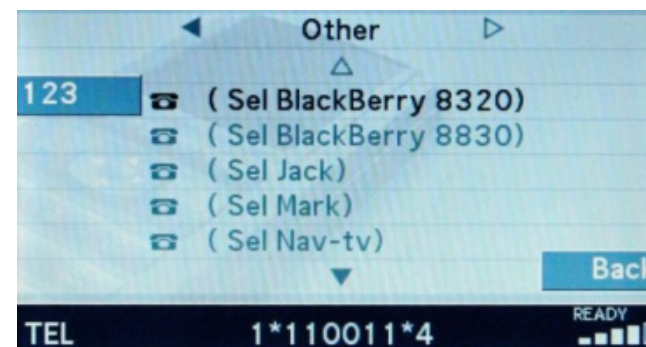 Other
123
( Sel BlackBerry 8320)
( Sel BlackBerry 8830)
( Sel Jack)
( Sel Mark)
( Sel Nav-tv)
Back
TEL 1*110011*4 READY